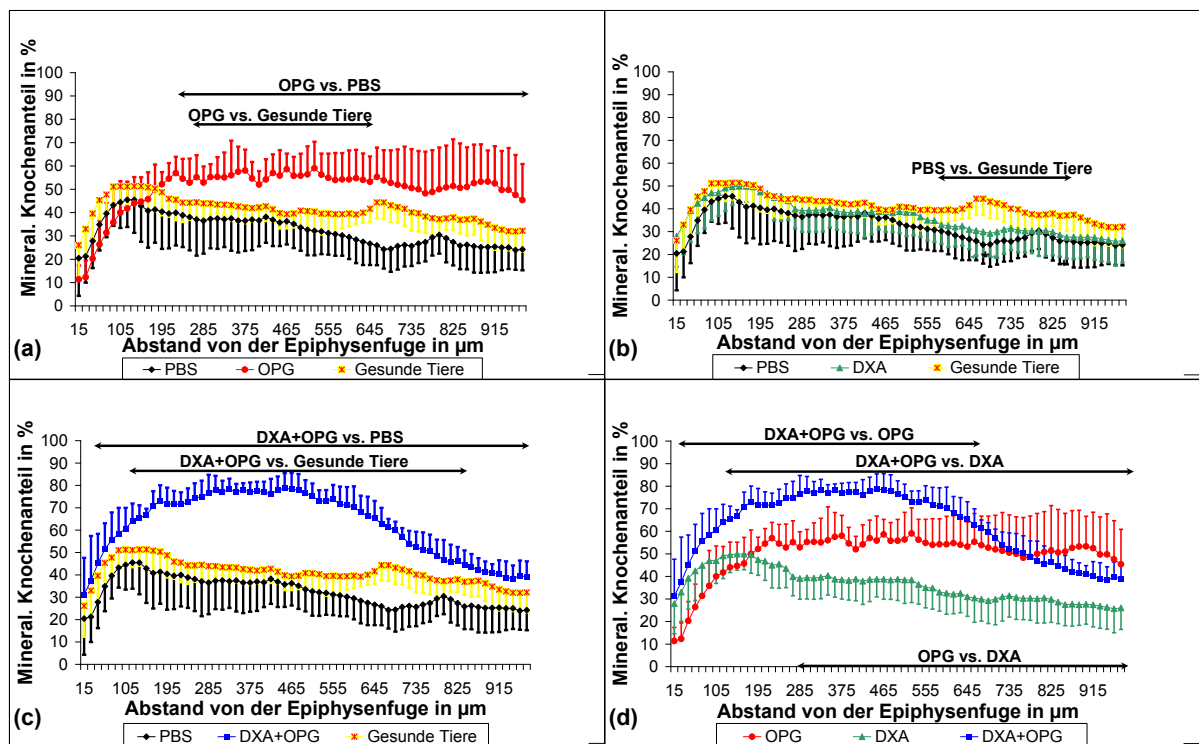 Mineral. Knochenanteil in %
100
90
80
70
60
50
40
30
20
10
0
OPG vs. PBS
OPG vs. Gesunde Tiere
15 105 195 285 375 465 555 645 735 825 915
(a)
Abstand von der Epiphysenfuge in µm
PBS OPG Gesunde Tiere
Mineral. Knochenanteil in %
100
90
80
70
60
50
40
30
20
10
0
PBS vs. Gesunde Tiere
15 105 195 285 375 465 555 645 735 825 915
(b)
Abstand von der Epiphysenfuge in µm
PBS DXA Gesunde Tiere
Mineral. Knochenanteil in %
100
90
80
70
60
50
40
30
20
10
0
DXA+OPG vs. PBS
DXA+OPG vs. Gesunde Tiere
15 105 195 285 375 465 555 645 735 825 915
(c)
Abstand von der Epiphysenfuge in µm
PBS DXA+OPG Gesunde Tiere
Mineral. Knochenanteil in %
100
90
80
70
60
50
40
30
20
10
0
DXA+OPG vs. OPG
DXA+OPG vs. DXA
OPG vs. DXA
15 105 195 285 375 465 555 645 735 825 915
(d)
Abstand von der Epiphysenfuge in µm
OPG DXA DXA+OPG